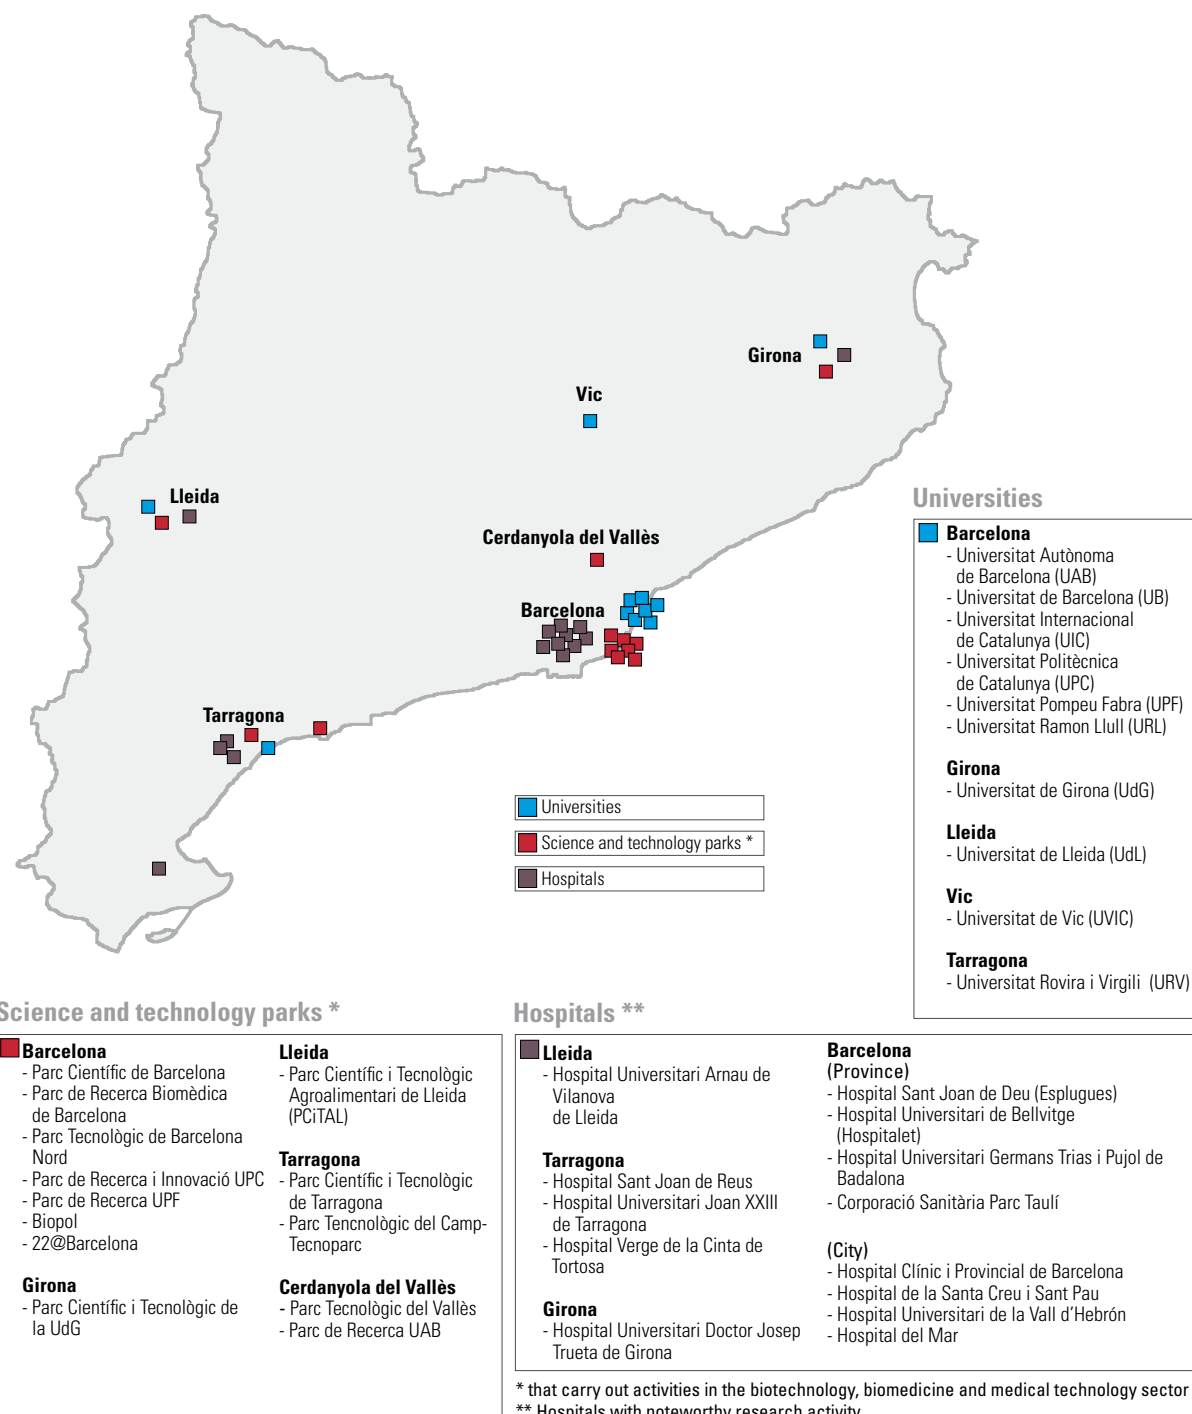 Girona
Vic
Lleida
Cerdanyola del Vallès
Barcelona
Tarragona
Universities
Science and technology parks *
Hospitals
Universities
Barcelona
- Universitat Autònoma
de Barcelona (UAB)
- Universitat de Barcelona (UB)
- Universitat Internacional
de Catalunya (UIC)
- Universitat Politècnica
de Catalunya (UPC)
- Universitat Pompeu Fabra (UPF)
- Universitat Ramon Llull (URL)
Girona
- Universitat de Girona (UdG)
Lleida
- Universitat de Lleida (UdL)
Vic
- Universitat de Vic (UVIC)
Tarragona
- Universitat Rovira i Virgili (URV)
Science and technology parks *
Barcelona
- Parc Científic de Barcelona
- Parc de Recerca Biomèdica
de Barcelona
- Parc Tecnològic de Barcelona
Nord
- Parc de Recerca i Innovació UPC
- Parc de Recerca UPF
- Biopol
- 22@Barcelona
Girona
- Parc Científic i Tecnològic de
la UdG
Lleida
- Parc Científic i Tecnològic
Agroalimentari de Lleida
(PCiTAL)
Tarragona
- Parc Científic i Tecnològic
de Tarragona
- Parc Tencnològic del Camp-
Tecnoparc
Cerdanyola del Vallès
- Parc Tecnològic del Vallès
- Parc de Recerca UAB
Hospitals **
Lleida
- Hospital Universitari Arnau de
Vilanova
de Lleida
Tarragona
- Hospital Sant Joan de Reus
- Hospital Universitari Joan XXIII
de Tarragona
- Hospital Verge de la Cinta de
Tortosa
Girona
- Hospital Universitari Doctor Josep
Trueta de Girona
Barcelona
(Province)
- Hospital Sant Joan de Deu (Esplugues)
- Hospital Universitari de Bellvitge
(Hospitalet)
- Hospital Universitari Germans Trias i Pujol de
Badalona
- Corporació Sanitària Parc Taulí
(City)
- Hospital Clínic i Provincial de Barcelona
- Hospital de la Santa Creu i Sant Pau
- Hospital Universitari de la Vall d'Hebrón
- Hospital del Mar
* that carry out activities in the biotechnology, biomedicine and medical technology sector
** Hospitals with noteworthy research activity